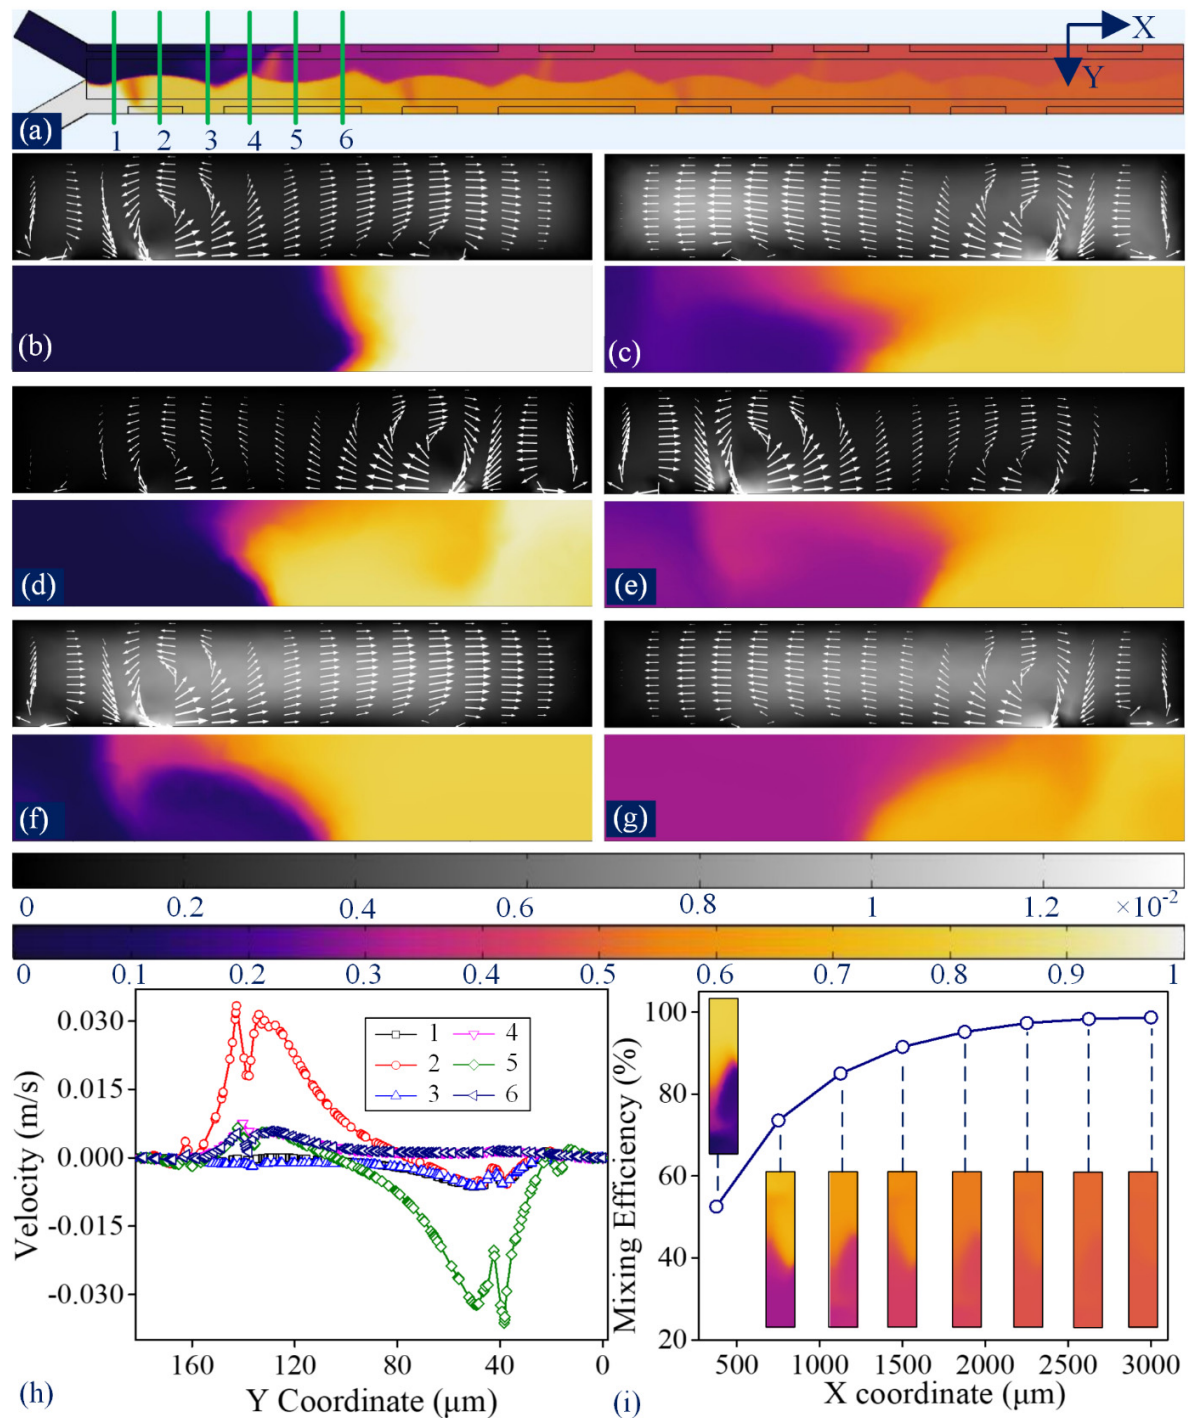 X
Y
(a)
1 2 3 4 5 6
(b) (c)
(d) (e)
(f) (g)
0 0.2 0.4 0.6 0.8 1 1.2 ×10⁻²
0 0.1 0.2 0.3 0.4 0.5 0.6 0.7 0.8 0.9 1
Velocity (m/s)
0.030
0.015
0.000
-0.015
-0.030
1 4
2 5
3 6
160 120 80 40 0
Y Coordinate (μm)
(h)
Mixing Efficiency (%)
100
80
60
40
20
500 1000 1500 2000 2500 3000
X coordinate (μm)
(i)